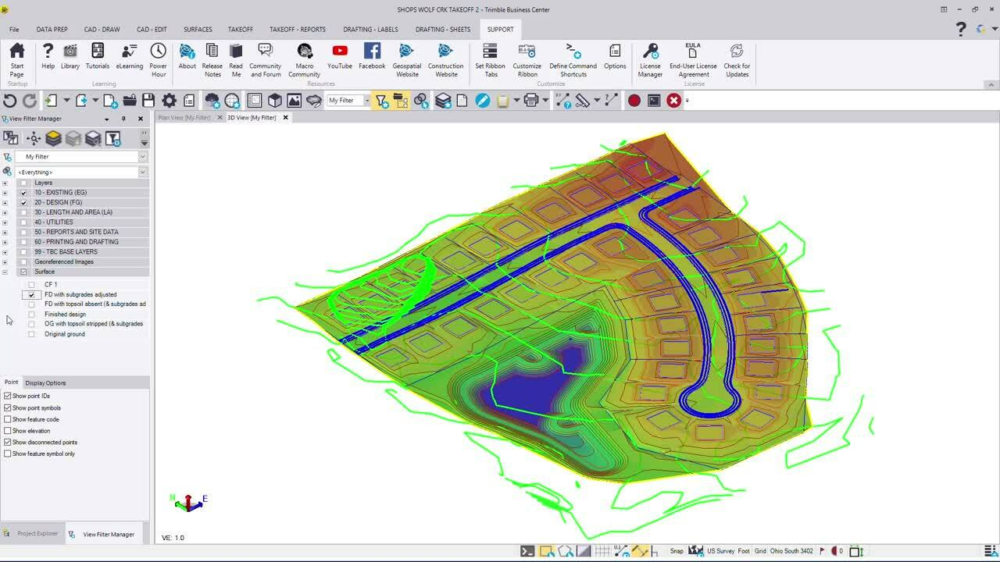 SHOPS WOLF CRK TAKEOFF 2 - Trimble Business Center
File DATA PREP CAD - DRAW CAD - EDIT SURFACES TAKEOFF TAKEOFF - REPORTS DRAFTING - LABELS DRAFTING - SHEETS SUPPORT
Start Page Help Library Tutorials eLearning Power Hour About Release Notes Read Me Community and Forum Macro Community YouTube Facebook Geospatial Website Construction Website Set Ribbon Tabs Customize Ribbon Define Command Shortcuts Options License Manager EULA End-User License Agreement Check for Updates
Startup Learning Resources Customize License
My Filter
View Filter Manager Plan View [My Filter] 3D View [My Filter]
My Filter
<Everything>
Layers
10 - EXISTING (EG)
20 - DESIGN (FG)
30 - LENGTH AND AREA (LA)
40 - UTILITIES
50 - REPORTS AND SITE DATA
60 - PRINTING AND DRAFTING
99 - TBC BASE LAYERS
Georeferenced Images
Surface
CF 1
FD with subgrades adjusted
FD with topsoil absent (& subgrades ad
Finished design
OG with topsoil stripped (& subgrades
Original ground
Point Display Options
Show point IDs
Show point symbols
Show feature code
Show elevation
Show disconnected points
Show feature symbol only
N E
Project Explorer View Filter Manager VE: 1.0
Snap US Survey Foot Grid Ohio South 3402 0